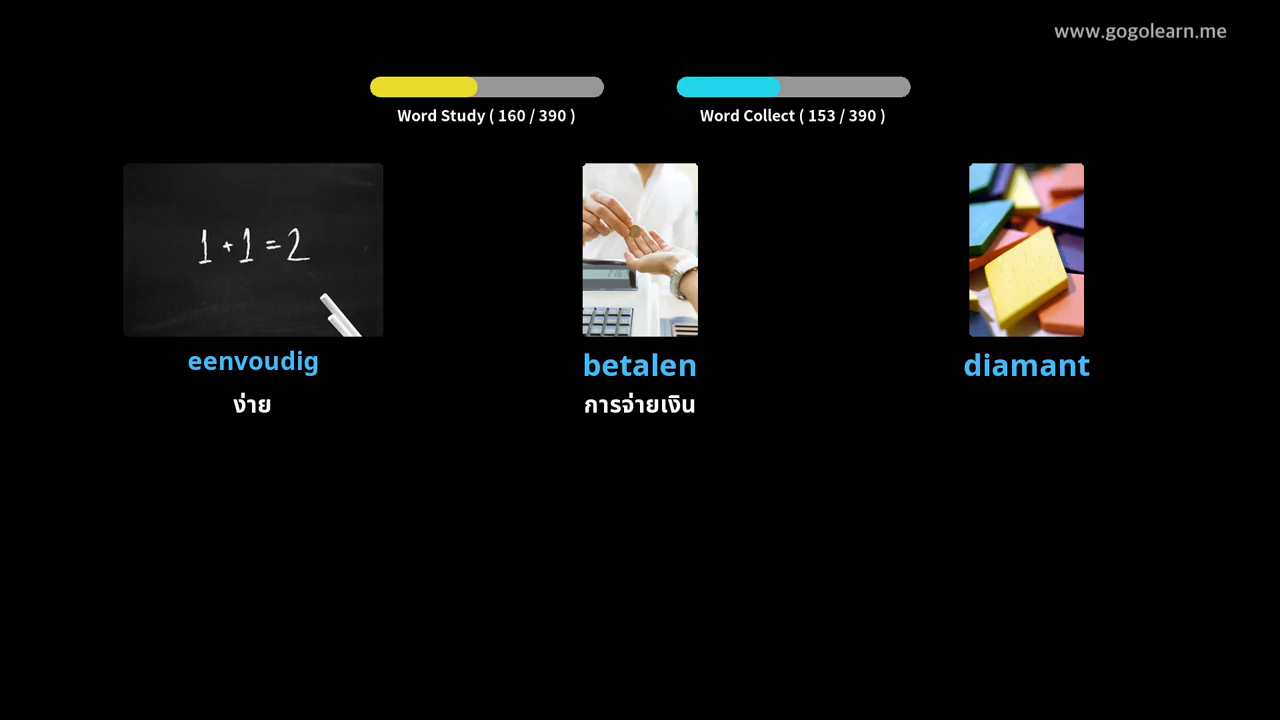 www.gogolearn.me
Word Study ( 160 / 390 )
Word Collect ( 153 / 390 )
1 + 1 = 2
eenvoudig
betalen
diamant
ง่าย
การจ่ายเงิน